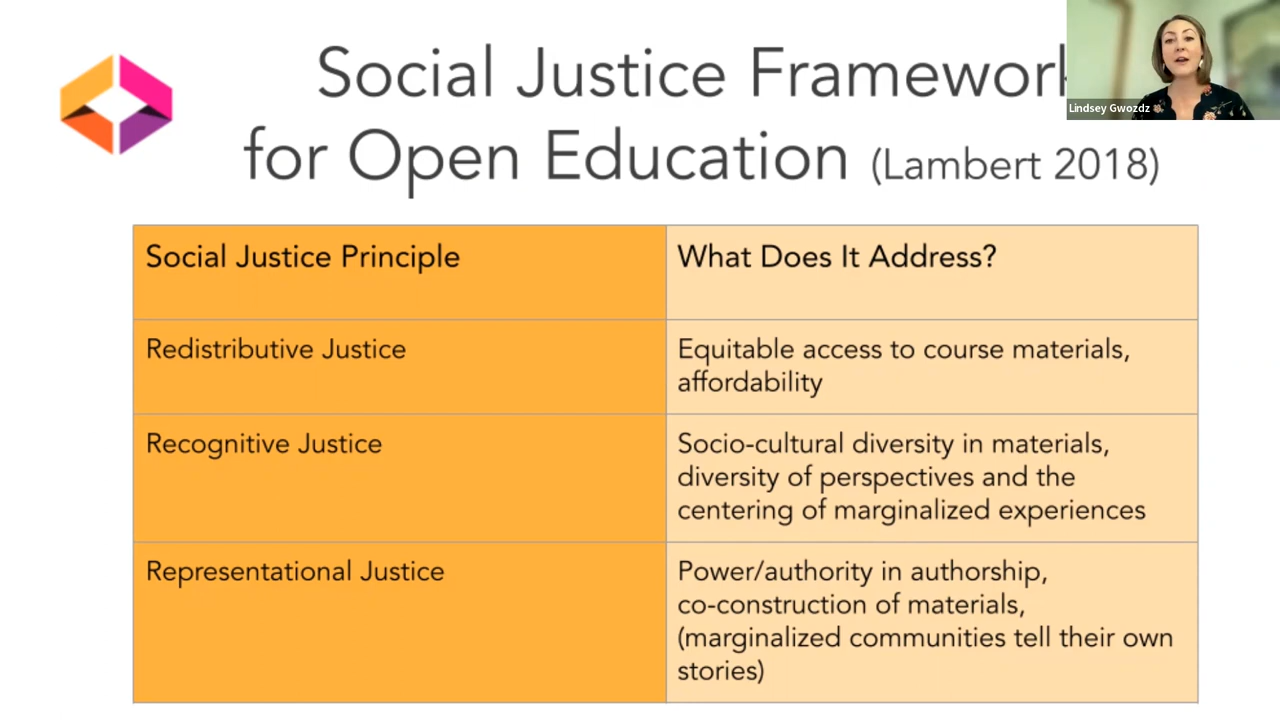 Social Justice Framework
for Open Education (Lambert 2018)
Lindsey Gwozdz
Social Justice Principle
What Does It Address?
Redistributive Justice
Equitable access to course materials,
affordability
Recognitive Justice
Socio-cultural diversity in materials,
diversity of perspectives and the
centering of marginalized experiences
Representational Justice
Power/authority in authorship,
co-construction of materials,
(marginalized communities tell their own
stories)